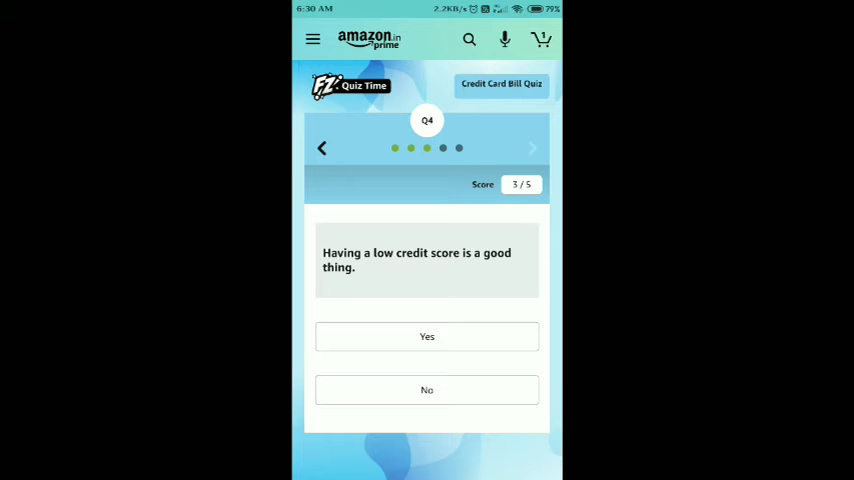 6:30 AM
2.2KB/s
79%
amazon.in
prime
1
FZ Quiz Time
Credit Card Bill Quiz
Q4
Score 3 / 5
Having a low credit score is a good
thing.
Yes
No